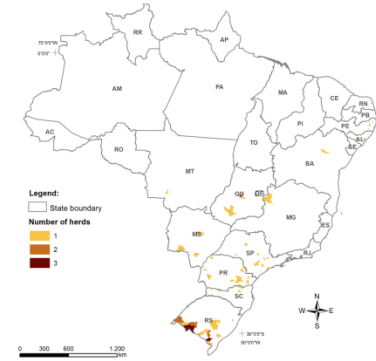 RR
AP
70°0'5"W
0°0'0"
AM
PA
MA
CE
RN
PB
PI
PE
AL
SE
AC
TO
RO
BA
MT
GO
DF
Legend:
State boundary
MG
Number of herds
ES
1
MS
2
SP
RJ
3
PR
SC
N
W
E
S
RS
30°0'0"S
50°0'0"W
0
300
600
1.200
km